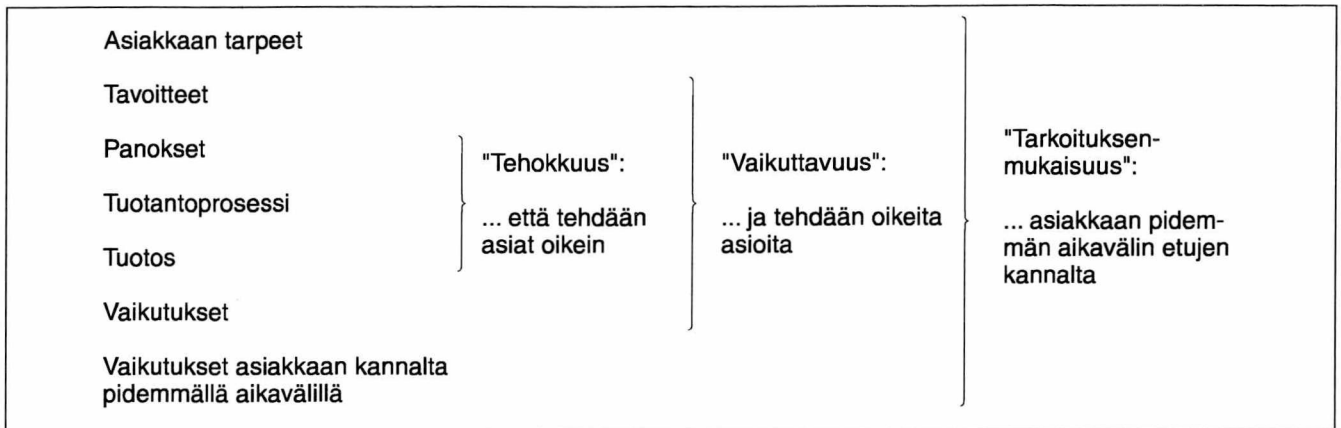 Asiakkaan tarpeet
Tavoitteet
Panokset
Tuotantoprosessi
Tuotos
Vaikutukset
Vaikutukset asiakkaan kannalta
pidemmällä aikavälillä
"Tehokkuus":
... että tehdään
asiat oikein
"Vaikuttavuus":
... ja tehdään oikeita
asioita
"Tarkoituksen-
mukaisuus":
... asiakkaan pidem-
män aikavälin etujen
kannalta